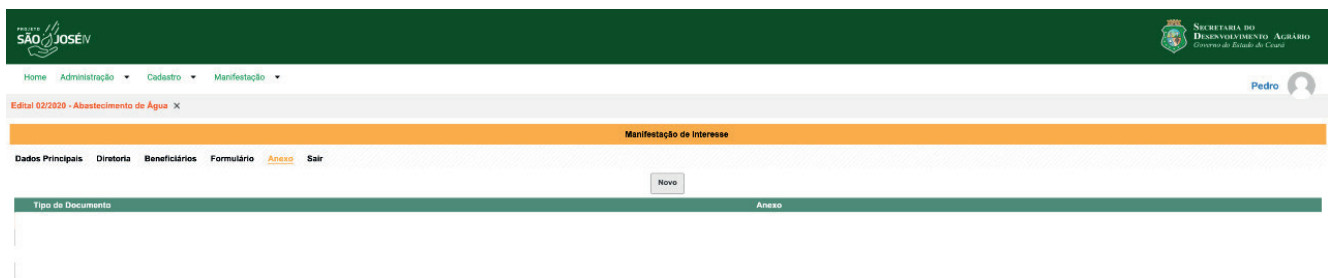 PROJETO
SÃO JOSÉ IV
SECRETARIA DO
DESENVOLVIMENTO AGRÁRIO
Governo do Estado do Ceará
Home Administração Cadastro Manifestação
Pedro
Edital 02/2020 - Abastecimento de Água X
Manifestação de Interesse
Dados Principais Diretoria Beneficiários Formulário Anexo Sair
Novo
Tipo de Documento Anexo